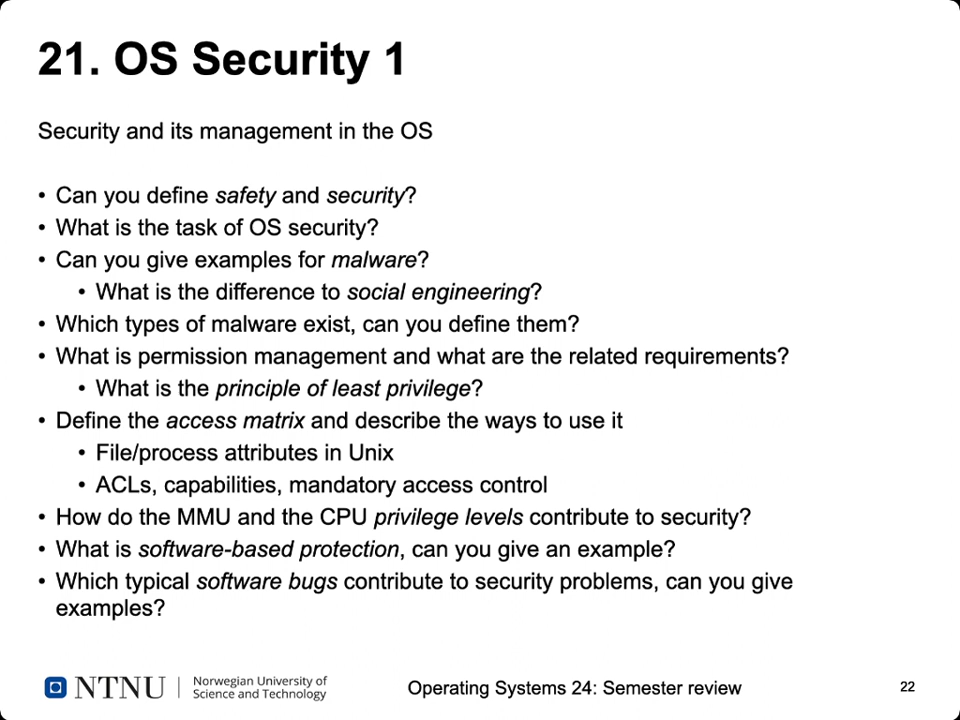 21. OS Security 1
Security and its management in the OS
• Can you define safety and security?
• What is the task of OS security?
• Can you give examples for malware?
• What is the difference to social engineering?
• Which types of malware exist, can you define them?
• What is permission management and what are the related requirements?
• What is the principle of least privilege?
• Define the access matrix and describe the ways to use it
• File/process attributes in Unix
• ACLs, capabilities, mandatory access control
• How do the MMU and the CPU privilege levels contribute to security?
• What is software-based protection, can you give an example?
• Which typical software bugs contribute to security problems, can you give
examples?
NTNU
Norwegian University of
Science and Technology
Operating Systems 24: Semester review
22